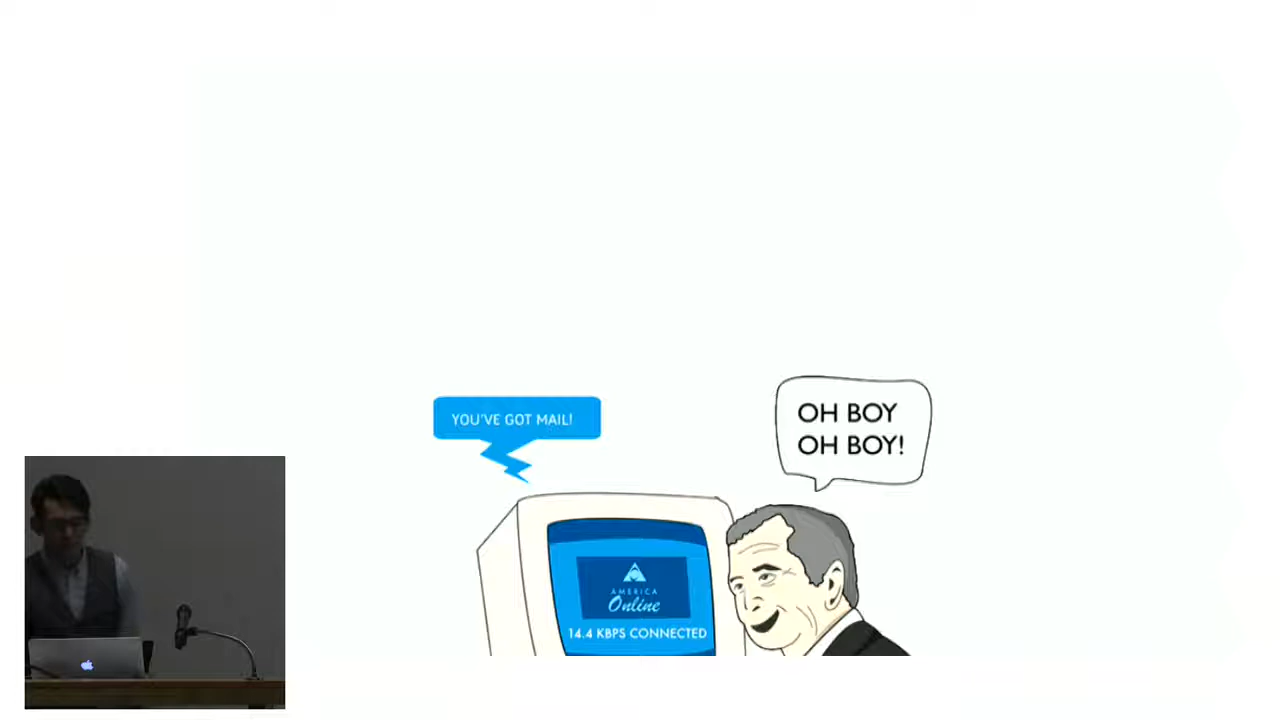 YOU'VE GOT MAIL!
OH BOY
OH BOY!
AMERICA
Online
14.4 KBPS CONNECTED